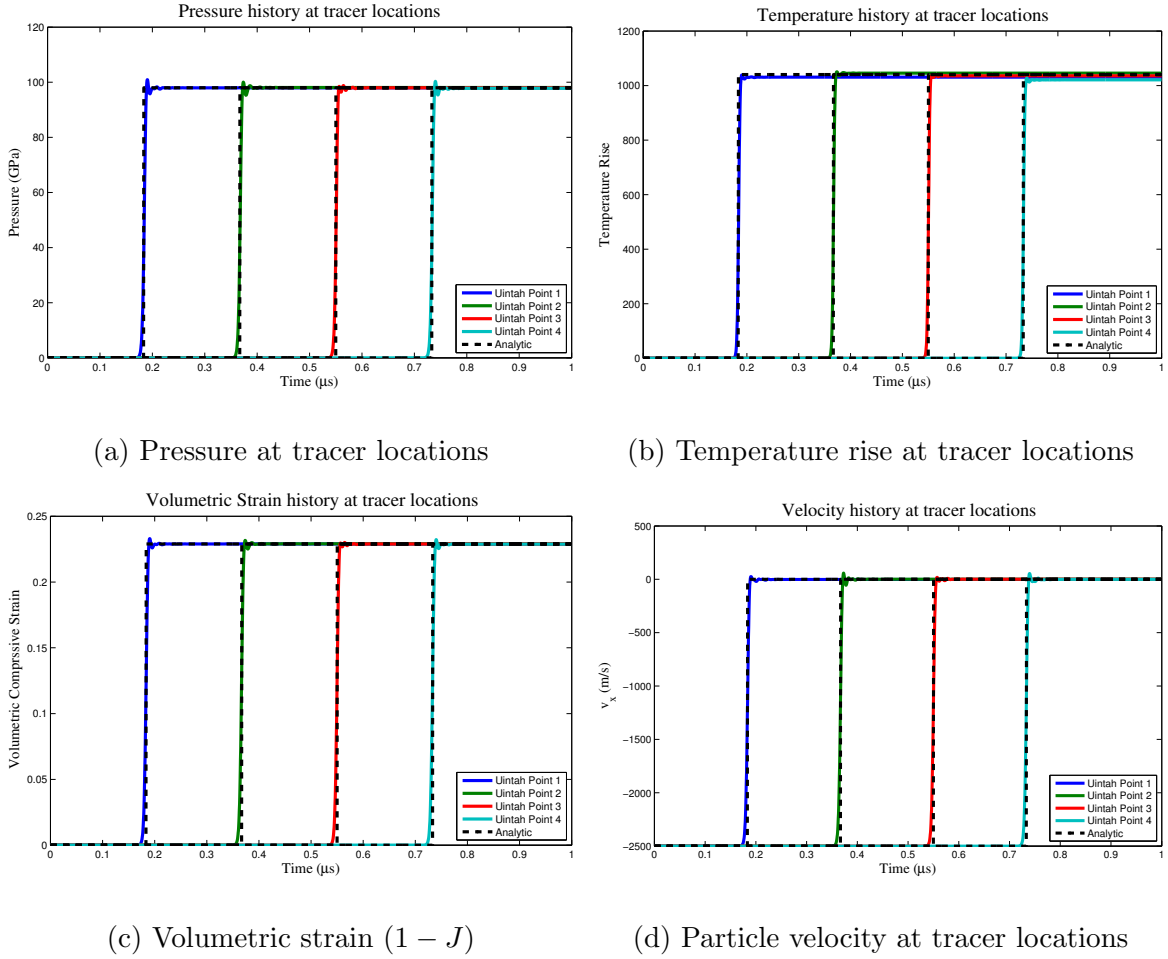 Pressure history at tracer locations
120
100
80
60
40
20
0
Pressure (GPa)
0 0.1 0.2 0.3 0.4 0.5 0.6 0.7 0.8 0.9 1
Time (μs)
Uintah Point 1
Uintah Point 2
Uintah Point 3
Uintah Point 4
Analytic
(a) Pressure at tracer locations
Temperature history at tracer locations
1200
1000
800
600
400
200
0
Temperature Rise
0 0.1 0.2 0.3 0.4 0.5 0.6 0.7 0.8 0.9 1
Time (μs)
Uintah Point 1
Uintah Point 2
Uintah Point 3
Uintah Point 4
Analytic
(b) Temperature rise at tracer locations
Volumetric Strain history at tracer locations
0.25
0.2
0.15
0.1
0.05
0
Volumetric Comprssive Strain
0 0.1 0.2 0.3 0.4 0.5 0.6 0.7 0.8 0.9 1
Time (μs)
Uintah Point 1
Uintah Point 2
Uintah Point 3
Uintah Point 4
Analytic
(c) Volumetric strain (1 − J)
Velocity history at tracer locations
500
0
−500
−1000
−1500
−2000
−2500
v_x (m/s)
0 0.1 0.2 0.3 0.4 0.5 0.6 0.7 0.8 0.9 1
Time (μs)
Uintah Point 1
Uintah Point 2
Uintah Point 3
Uintah Point 4
Analytic
(d) Particle velocity at tracer locations